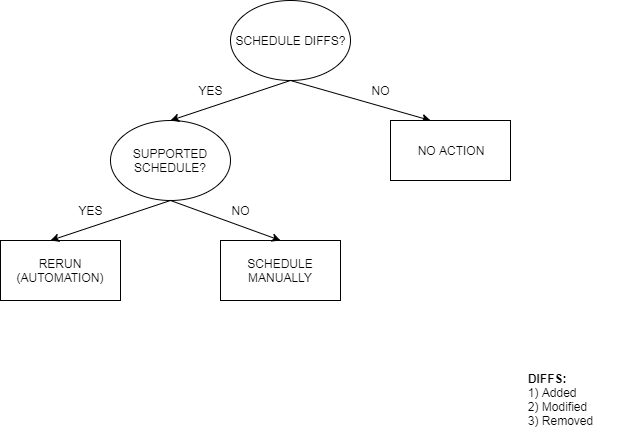 SCHEDULE DIFFS?
YES
NO
SUPPORTED
SCHEDULE?
NO ACTION
YES
NO
RERUN
(AUTOMATION)
SCHEDULE
MANUALLY
DIFFS:
1) Added
2) Modified
3) Removed